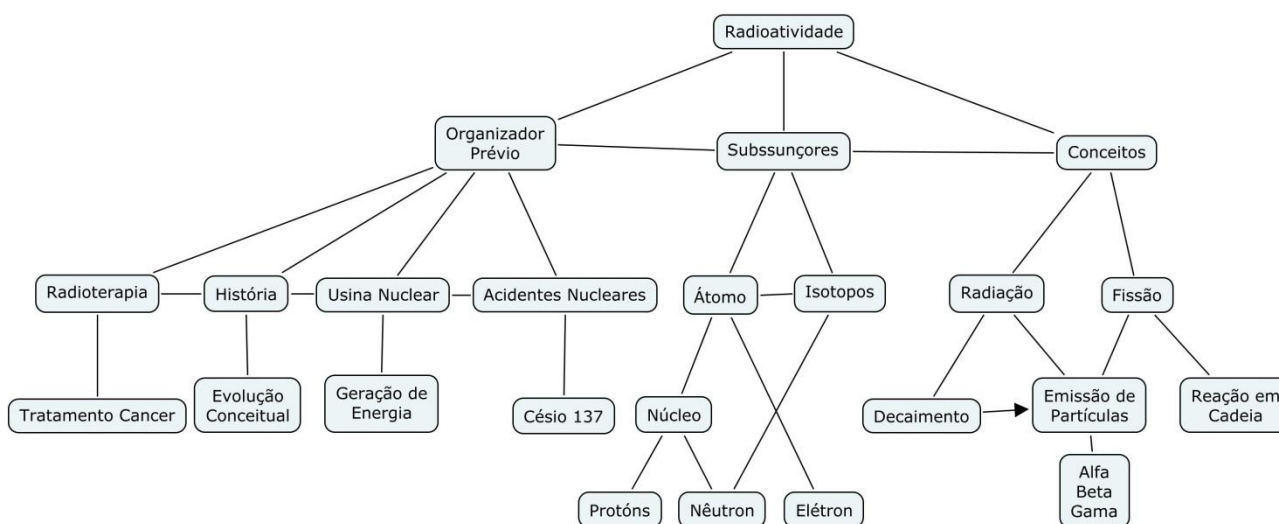 Radioatividade
Organizador
Prévio
Subssunçores
Conceitos
Radioterapia
História
Usina Nuclear
Acidentes Nucleares
Átomo
Isotopos
Radiação
Fissão
Tratamento Cancer
Evolução
Conceitual
Geração de
Energia
Césio 137
Núcleo
Decaimento
Emissão de
Partículas
Reação em
Cadeia
Protóns
Nêutron
Elétron
Alfa
Beta
Gama